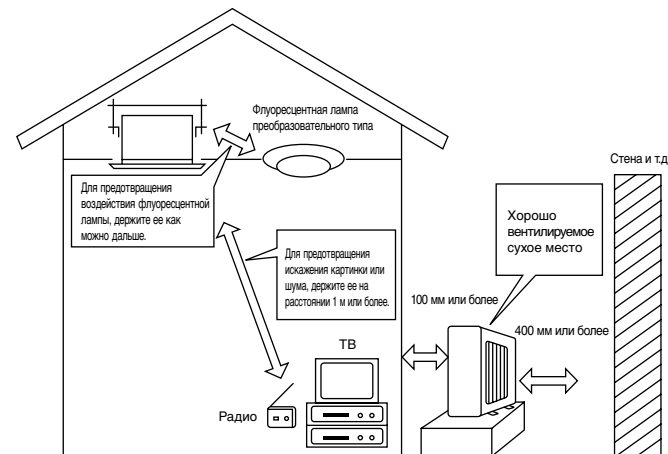 Флуоресцентная лампа
преобразовательного типа
Стена и т.д
Для предотвращения
воздействия флуоресцентной
лампы, держите ее как
можно дальше.
Хорошо
вентилируемое
сухое место
Для предотвращения
искажения картинки или
шума, держите ее на
расстоянии 1 м или более.
100 мм или более
400 мм или более
ТВ
Радио